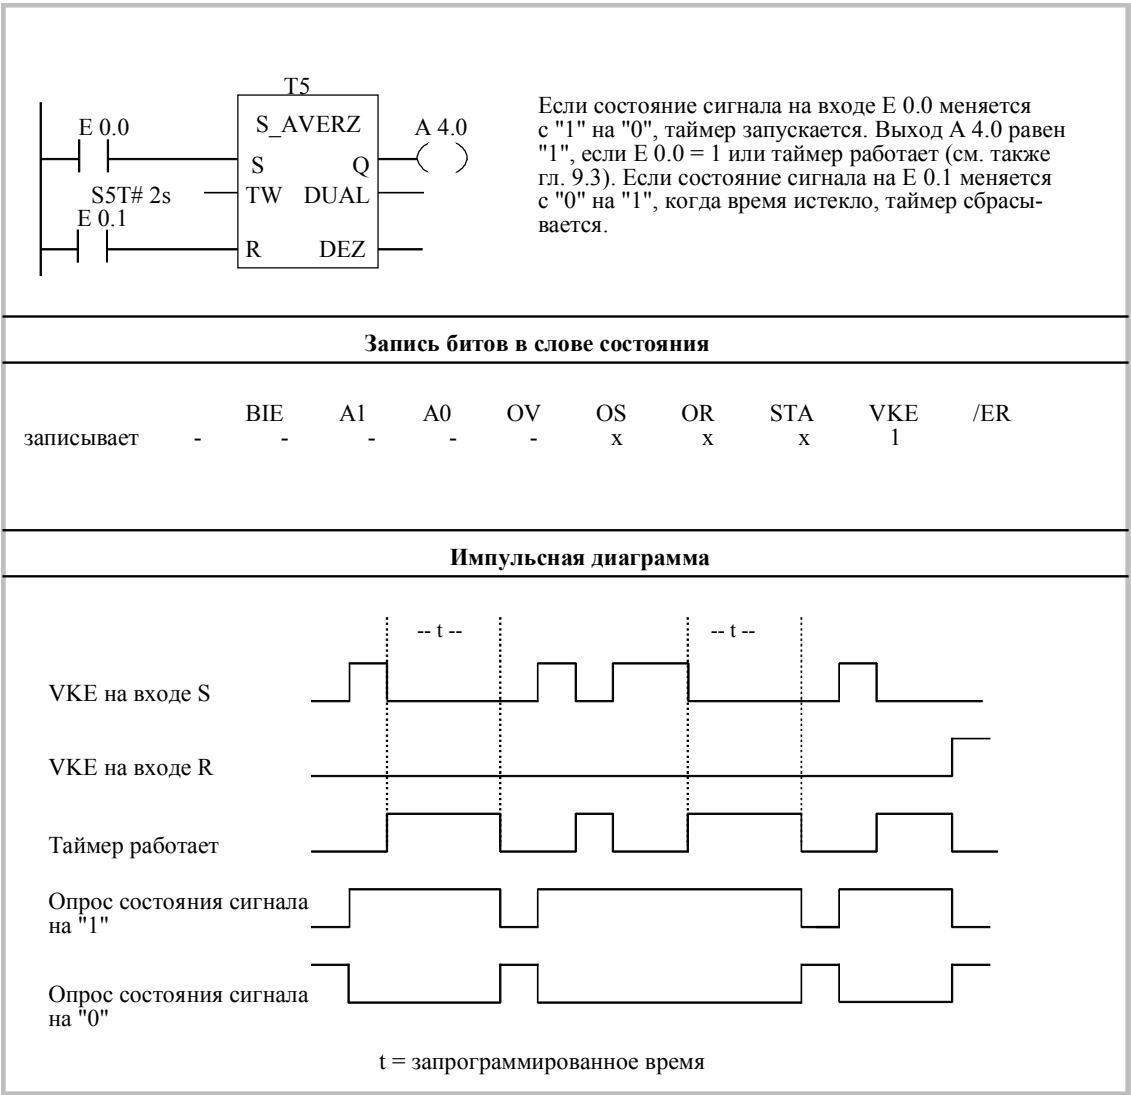 T5
E 0.0
S_AVERZ
A 4.0
S
Q
S5T# 2s
TW
DUAL
E 0.1
R
DEZ
Если состояние сигнала на входе E 0.0 меняется
с "1" на "0", таймер запускается. Выход A 4.0 равен
"1", если E 0.0 = 1 или таймер работает (см. также
гл. 9.3). Если состояние сигнала на E 0.1 меняется
с "0" на "1", когда время истекло, таймер сбрасы-
вается.
Запись битов в слове состояния
BIE A1 A0 OV OS OR STA VKE /ER
записывает - - - - - x x x 1
Импульсная диаграмма
-- t -- -- t --
VKE на входе S
VKE на входе R
Таймер работает
Опрос состояния сигнала
на "1"
Опрос состояния сигнала
на "0"
t = запрограммированное время